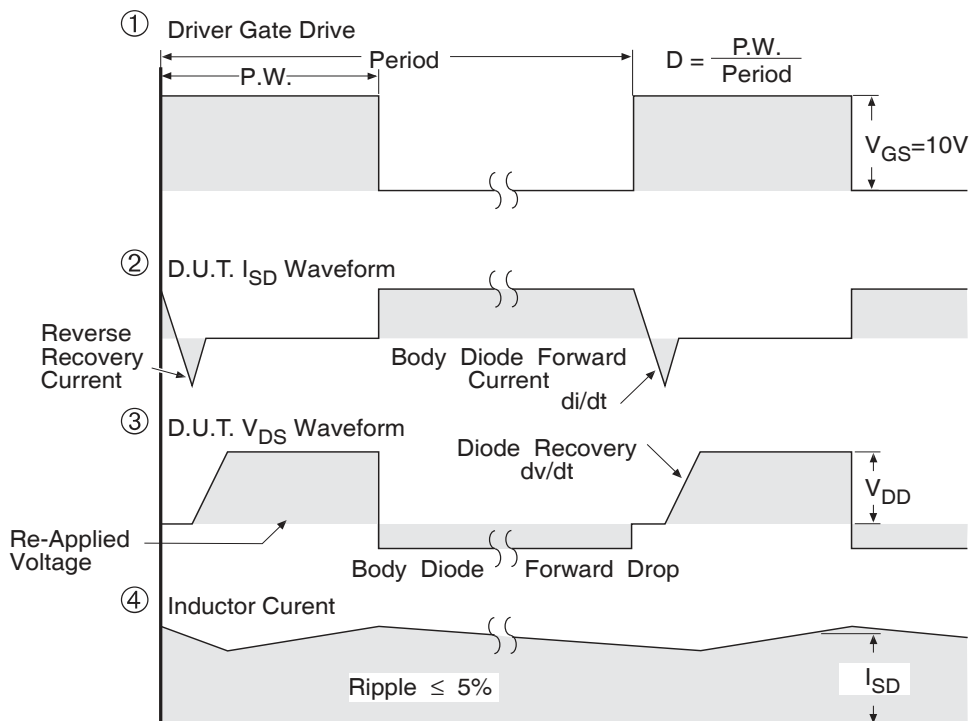 ① Driver Gate Drive
Period
P.W.
D = P.W.
Period
V_GS=10V
② D.U.T. I_SD Waveform
Reverse
Recovery
Current
Body Diode Forward
Current
di/dt
③ D.U.T. V_DS Waveform
Diode Recovery
dv/dt
V_DD
Re-Applied
Voltage
Body Diode Forward Drop
④ Inductor Curent
Ripple ≤ 5%
I_SD